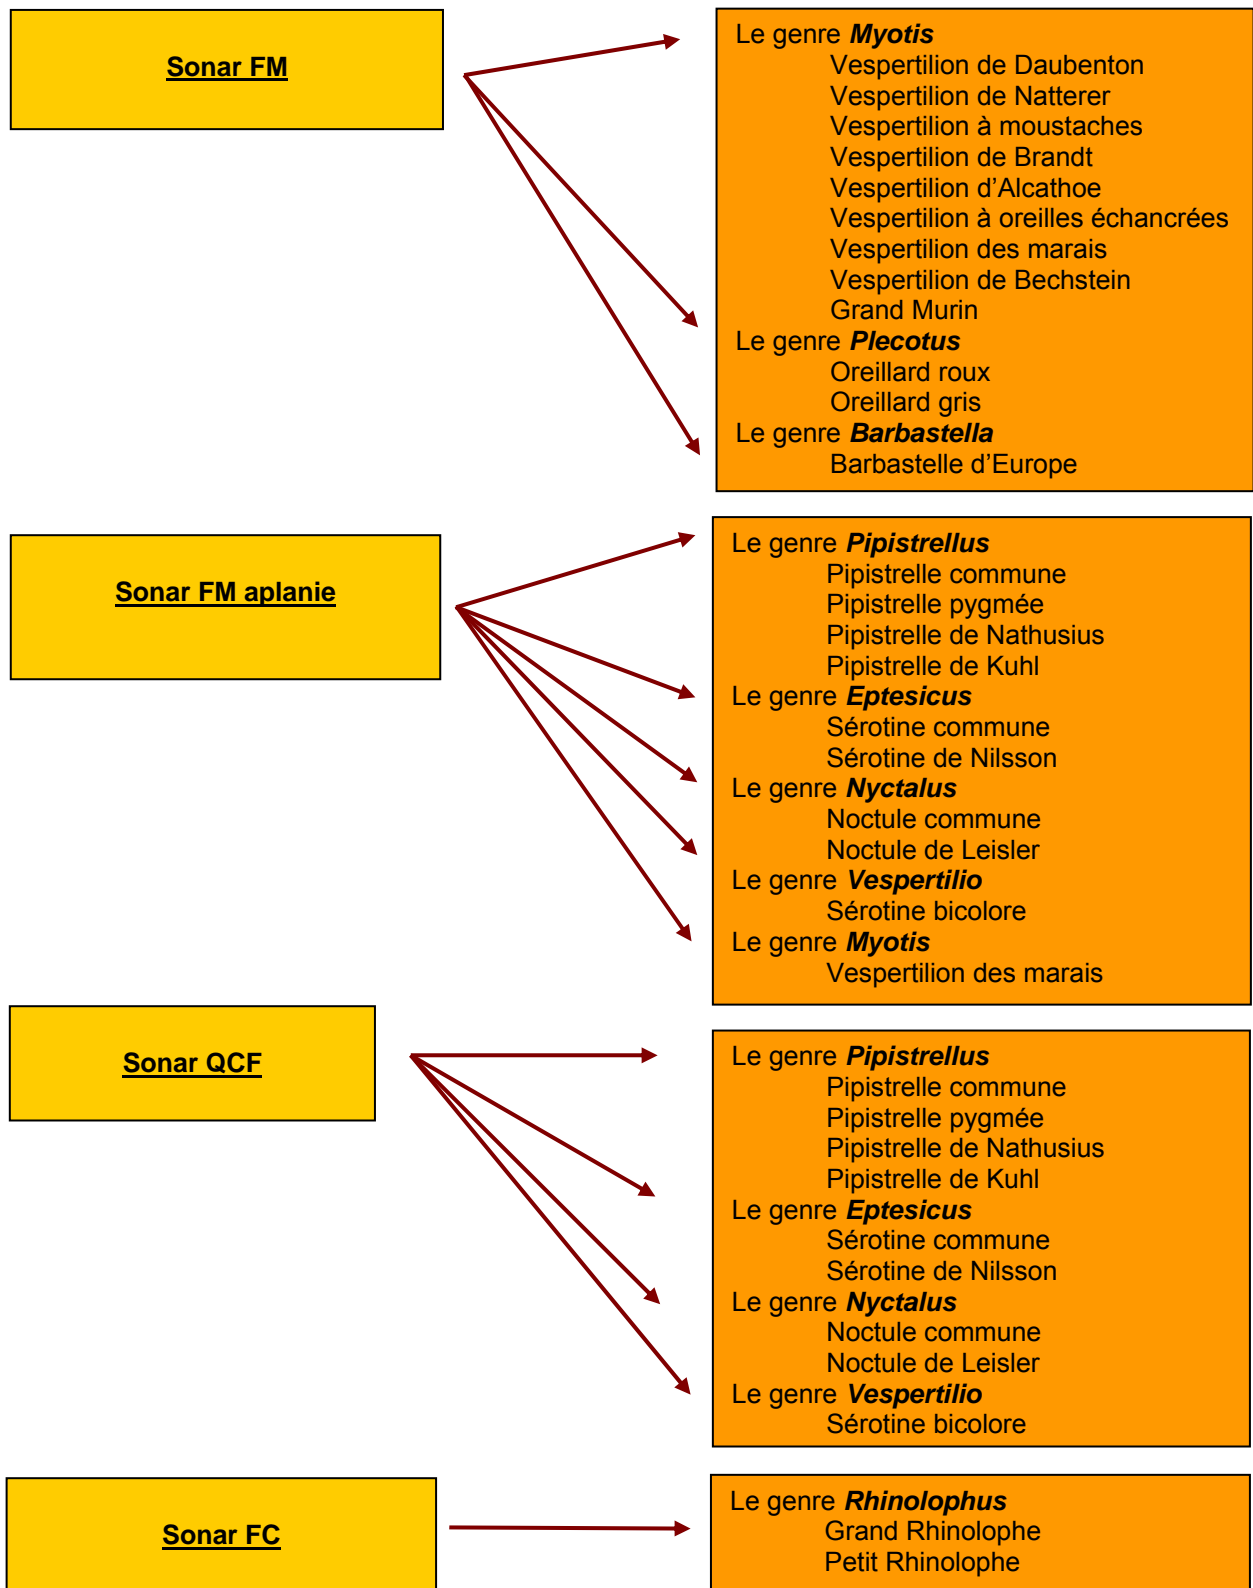 Sonar FM
Le genre Myotis
Vespertilion de Daubenton
Vespertilion de Natterer
Vespertilion à moustaches
Vespertilion de Brandt
Vespertilion d’Alcathoe
Vespertilion à oreilles échancrées
Vespertilion des marais
Vespertilion de Bechstein
Grand Murin
Le genre Plecotus
Oreillard roux
Oreillard gris
Le genre Barbastella
Barbastelle d’Europe
Sonar FM aplanie
Le genre Pipistrellus
Pipistrelle commune
Pipistrelle pygmée
Pipistrelle de Nathusius
Pipistrelle de Kuhl
Le genre Eptesicus
Sérotine commune
Sérotine de Nilsson
Le genre Nyctalus
Noctule commune
Noctule de Leisler
Le genre Vespertilio
Sérotine bicolore
Le genre Myotis
Vespertilion des marais
Sonar QCF
Le genre Pipistrellus
Pipistrelle commune
Pipistrelle pygmée
Pipistrelle de Nathusius
Pipistrelle de Kuhl
Le genre Eptesicus
Sérotine commune
Sérotine de Nilsson
Le genre Nyctalus
Noctule commune
Noctule de Leisler
Le genre Vespertilio
Sérotine bicolore
Sonar FC
Le genre Rhinolophus
Grand Rhinolophe
Petit Rhinolophe